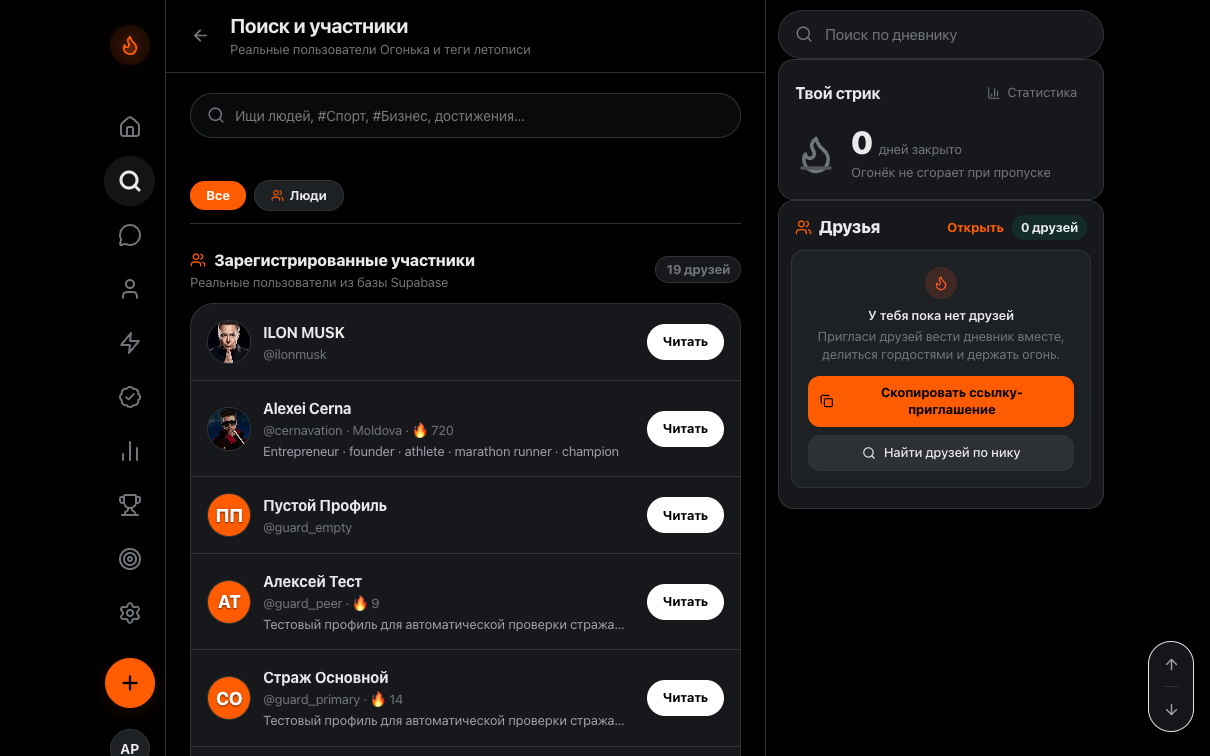 Поиск и участники
Реальные пользователи Огонька и теги летописи
Ищи людей, #Спорт, #Бизнес, достижения...
Все
Люди
Зарегистрированные участники
Реальные пользователи из базы Supabase
19 друзей
ILON MUSK
@ilonmusk
Читать
Alexei Cerna
@cernavation · Moldova · 🔥 720
Entrepreneur · founder · athlete · marathon runner · champion
Читать
ПП
Пустой Профиль
@guard_empty
Читать
АТ
Алексей Тест
@guard_peer · 🔥 9
Тестовый профиль для автоматической проверки стража...
Читать
СО
Страж Основной
@guard_primary · 🔥 14
Тестовый профиль для автоматической проверки стража...
Читать
AP
Поиск по дневнику
Твой стрик
Статистика
0 дней закрыто
Огонёк не сгорает при пропуске
Друзья
Открыть
0 друзей
У тебя пока нет друзей
Пригласи друзей вести дневник вместе,
делиться гордостями и держать огонь.
Скопировать ссылку-
приглашение
Найти друзей по нику